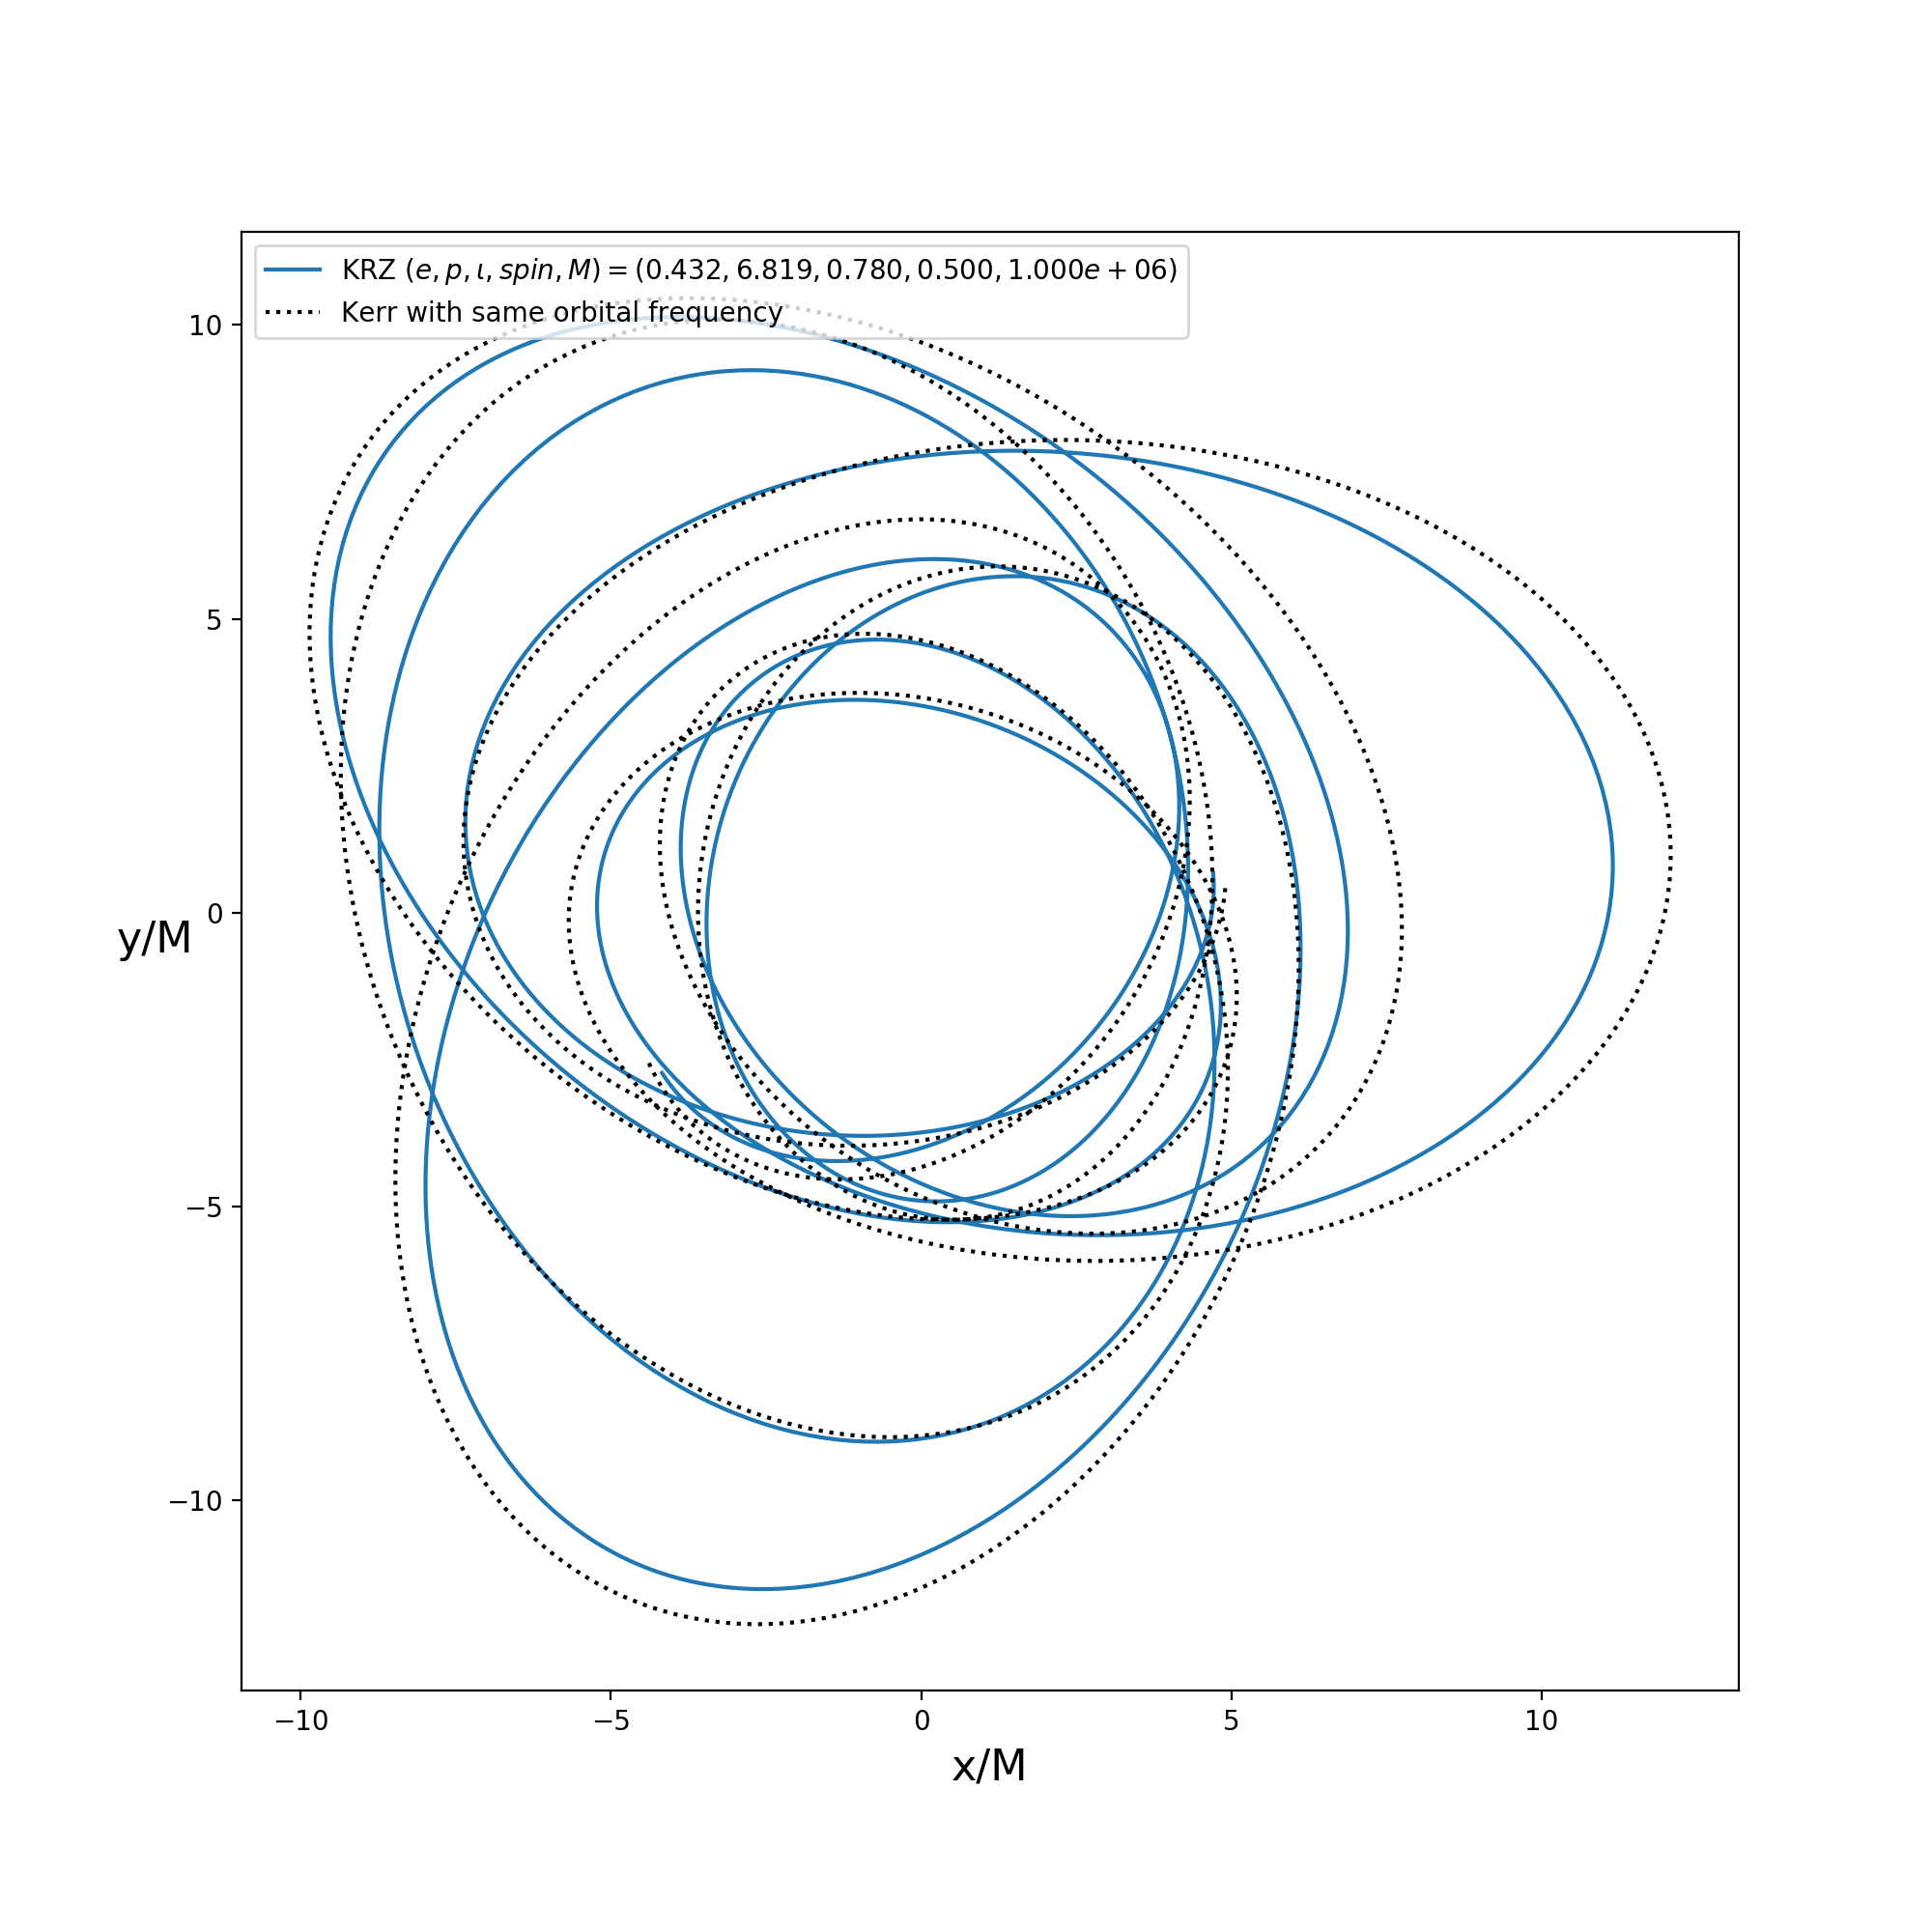 KRZ (e, p, ι, spin, M) = (0.432, 6.819, 0.780, 0.500, 1.000e + 06)
Kerr with same orbital frequency
10
5
0
−5
−10
y/M
−10 −5 0 5 10
x/M